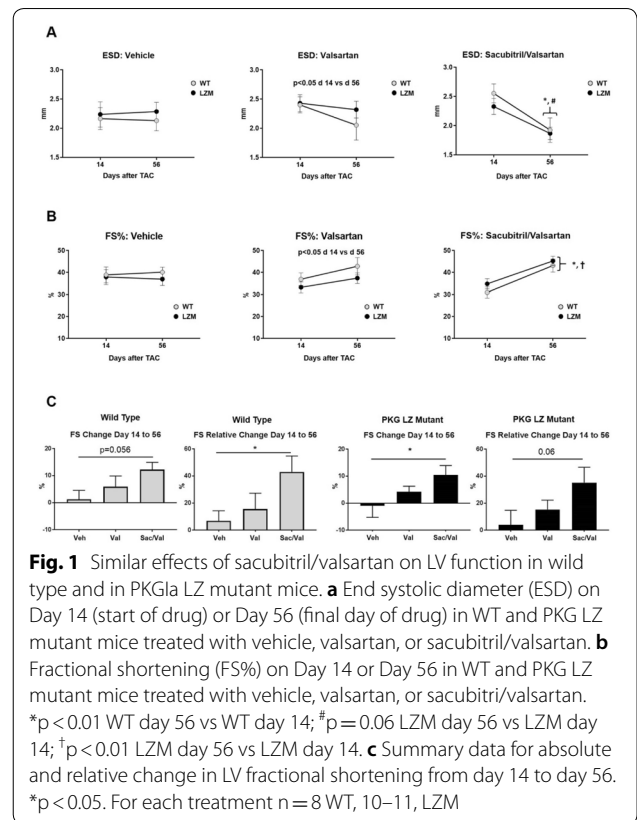 A
ESD: Vehicle
ESD: Valsartan
ESD: Sacubitril/Valsartan
3.0
2.5
2.0
1.5
mm
14
56
Days after TAC
WT
LZM
3.0
2.5
2.0
1.5
mm
p<0.05 d 14 vs d 56
14
56
Days after TAC
WT
LZM
3.0
2.5
2.0
1.5
mm
*, #
14
56
Days after TAC
WT
LZM
B
FS%: Vehicle
FS%: Valsartan
FS%: Sacubitril/Valsartan
50
40
30
20
10
%
14
56
Days after TAC
WT
LZM
50
40
30
20
10
%
p<0.05 d 14 vs d 56
14
56
Days after TAC
WT
LZM
50
40
30
20
10
%
*, †
14
56
Days after TAC
WT
LZM
C
Wild Type
FS Change Day 14 to 56
p=0.056
20
10
0
-10
%
Veh
Val
Sac/Val
Wild Type
FS Relative Change Day 14 to 56
*
60
40
20
0
%
Veh
Val
Sac/Val
PKG LZ Mutant
FS Change Day 14 to 56
*
20
10
0
-10
%
Veh
Val
Sac/Val
PKG LZ Mutant
FS Relative Change Day 14 to 56
0.06
60
40
20
0
%
Veh
Val
Sac/Val
Fig. 1 Similar effects of sacubitril/valsartan on LV function in wild
type and in PKGIa LZ mutant mice. a End systolic diameter (ESD) on
Day 14 (start of drug) or Day 56 (final day of drug) in WT and PKG LZ
mutant mice treated with vehicle, valsartan, or sacubitril/valsartan. b
Fractional shortening (FS%) on Day 14 or Day 56 in WT and PKG LZ
mutant mice treated with vehicle, valsartan, or sacubitri/valsartan.
*p < 0.01 WT day 56 vs WT day 14; #p = 0.06 LZM day 56 vs LZM day
14; †p < 0.01 LZM day 56 vs LZM day 14. c Summary data for absolute
and relative change in LV fractional shortening from day 14 to day 56.
*p < 0.05. For each treatment n = 8 WT, 10–11, LZM